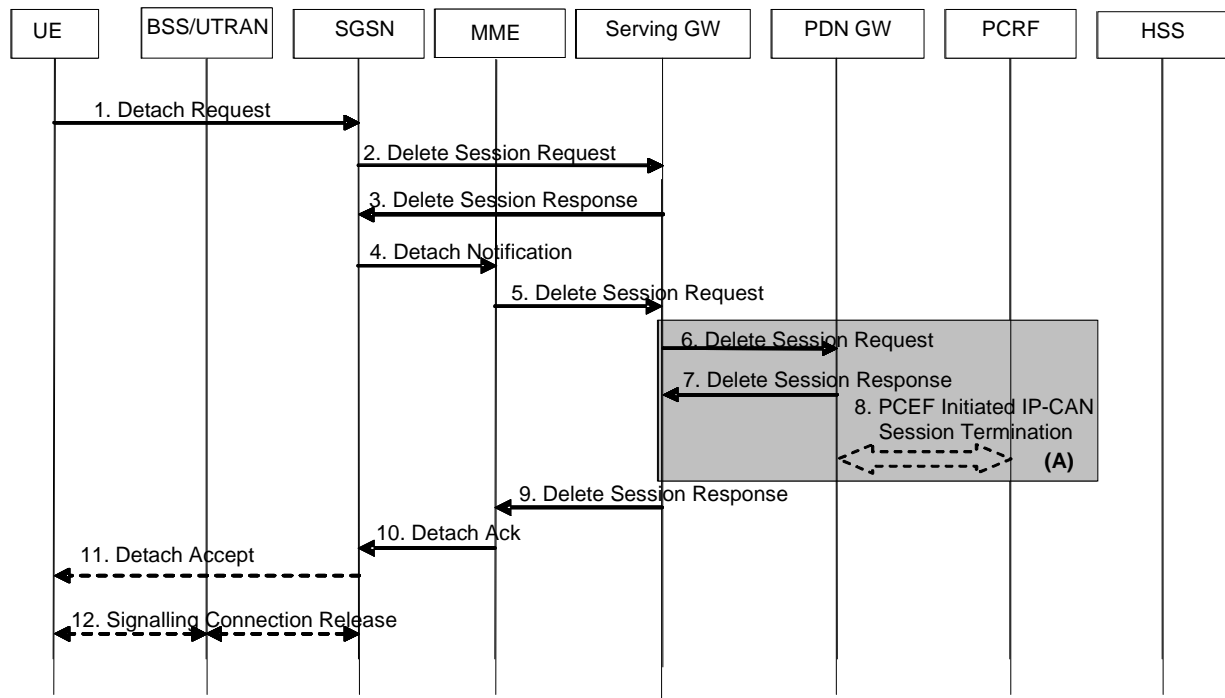 UE
BSS/UTRAN
SGSN
MME
Serving GW
PDN GW
PCRF
HSS
1. Detach Request
2. Delete Session Request
3. Delete Session Response
4. Detach Notification
5. Delete Session Request
6. Delete Session Request
7. Delete Session Response
8. PCEF Initiated IP-CAN
Session Termination
(A)
9. Delete Session Response
10. Detach Ack
11. Detach Accept
12. Signalling Connection Release